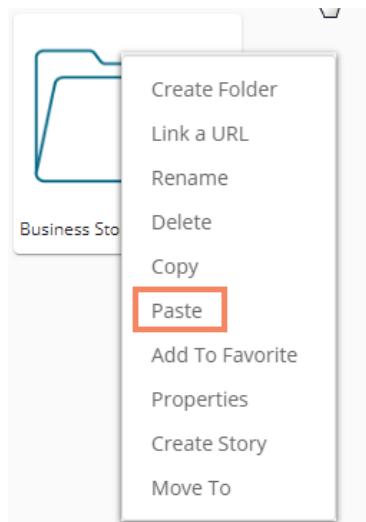 Create Folder
Link a URL
Rename
Business Sto
Delete
Copy
Paste
Add To Favorite
Properties
Create Story
Move To